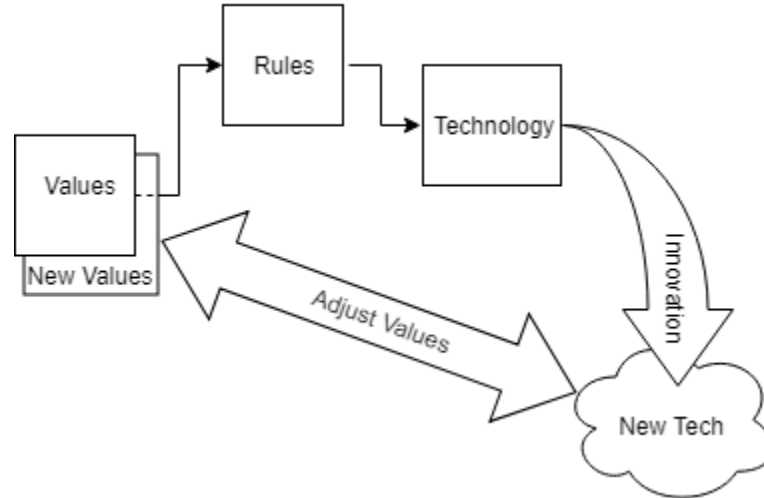 Rules
Technology
Values
New Values
Innovation
Adjust Values
New Tech